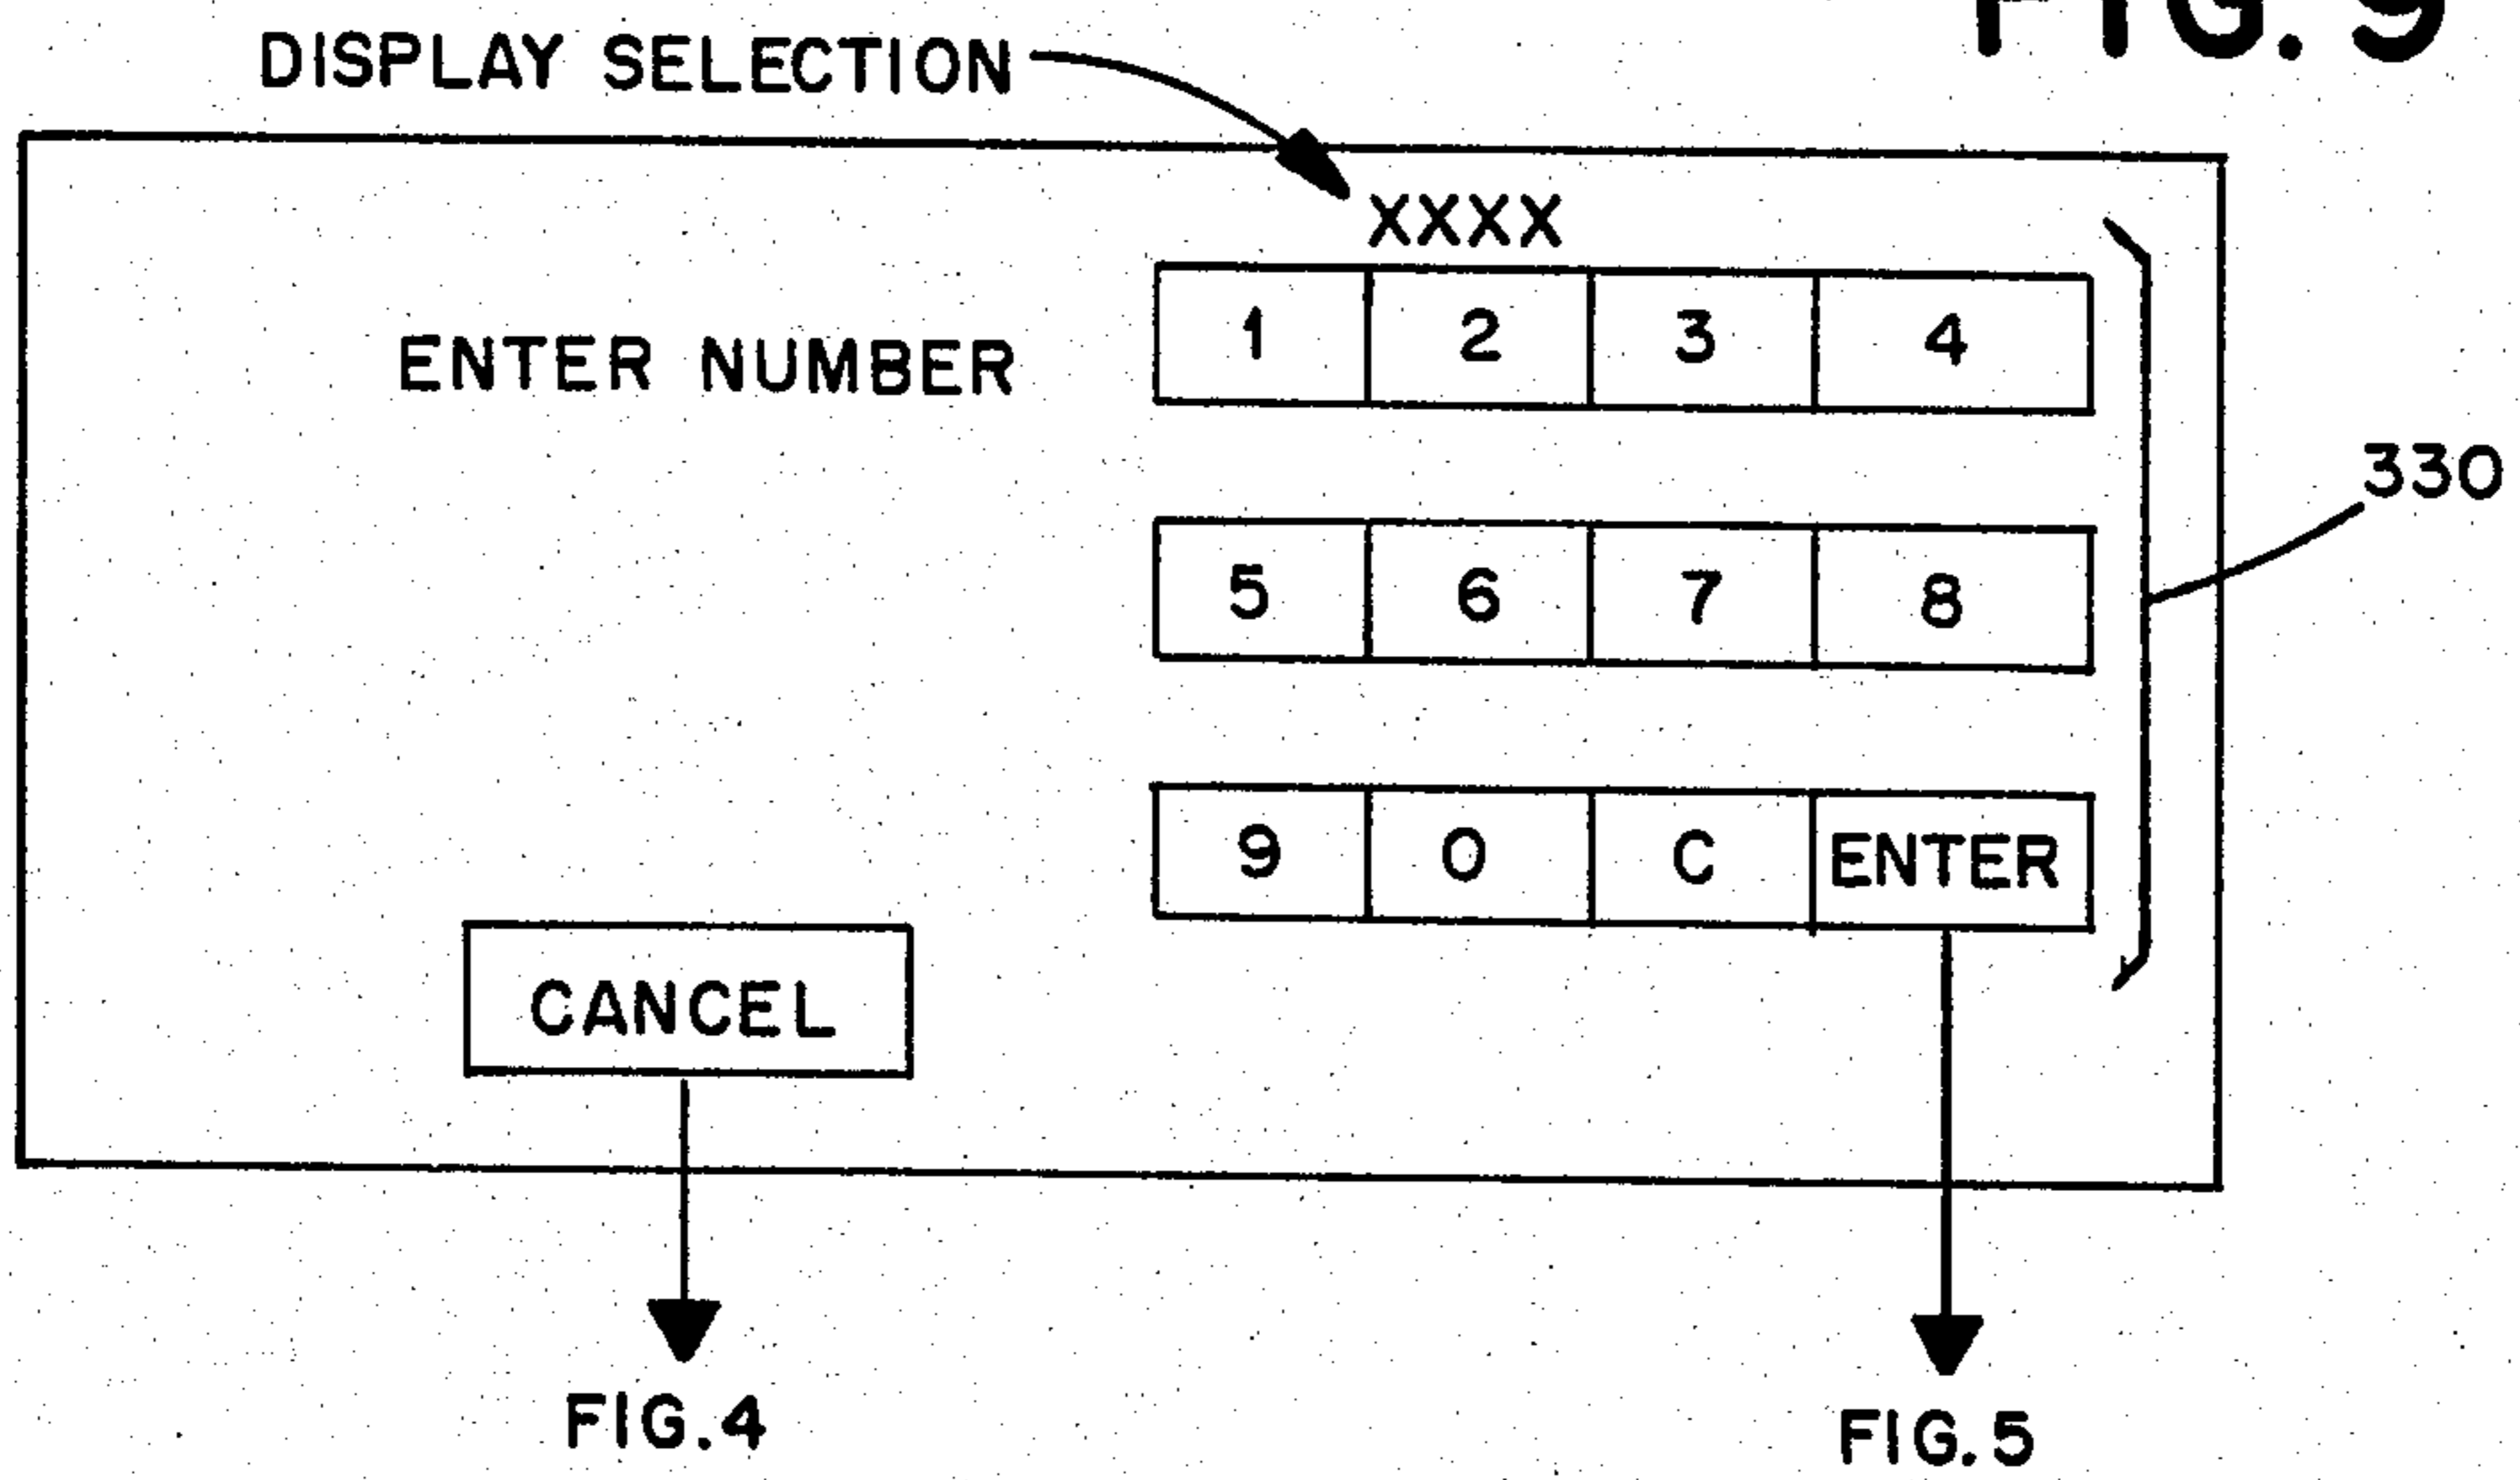 FIG. 9
DISPLAY SELECTION
XXXX
1 2 3 4
ENTER NUMBER
330
5 6 7 8
9 0 C ENTER
CANCEL
FIG.4
FIG.5